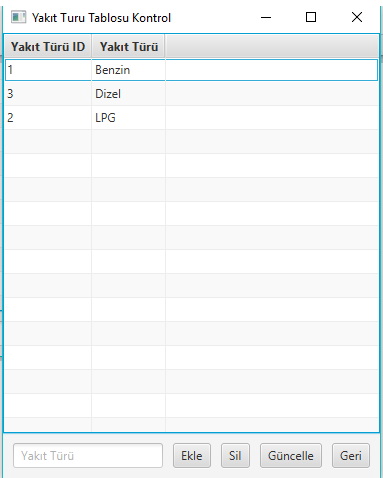 Yakıt Turu Tablosu Kontrol
Yakıt Türü ID Yakıt Türü
1 Benzin
3 Dizel
2 LPG
Yakıt Türü Ekle Sil Güncelle Geri